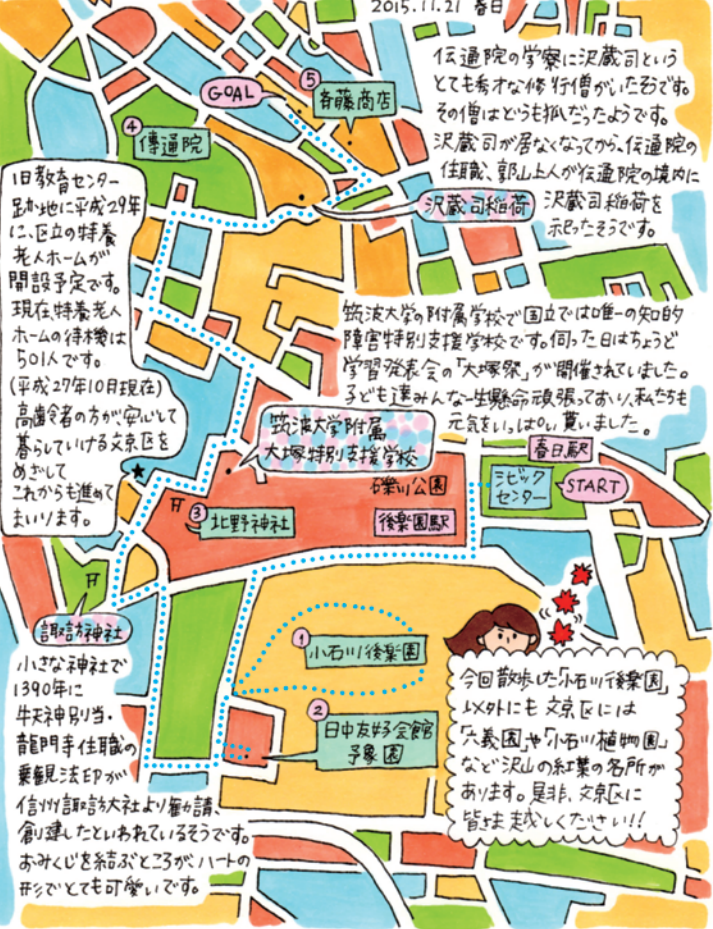 2015.11.21 春日
伝通院の学寮に沢蔵司という
とても秀才な修行僧がいたそうです。
その僧はどうも狐だったようです。
沢蔵司が居なくなってから、伝通院の
住職、郭山上人が伝通院の境内に
沢蔵司稲荷を
祀ったそうです。
GOAL
⑤
斉藤商店
④
傳通院
沢蔵司稲荷
旧教育センター
跡地に平成29年
に、区立の特養
老人ホームが
開設予定です。
現在、特養老人
ホームの待機は
501人です。
(平成27年10月現在)
高齢者の方が、安心して
暮らしていける文京区を
めざして
これからも進めて
まいります。
筑波大学の附属学校で国立では唯一の知的
障害特別支援学校です。伺った日はちょうど
学習発表会の「大塚祭」が開催されていました。
子ども達みんな一生懸命頑張っており、私たちも
元気をいっぱい貰いました。
筑波大学附属
大塚特別支援学校
春日駅
礫川公園
シビック
センター
START
③
北野神社
後楽園駅
諏訪神社
①
小石川後楽園
②
日中友好会館
予象園
小さな神社で
1390年に
牛天神別当・
龍門寺住職の
乗観法印が
信州諏訪大社より勧請、
創建したといわれているそうです。
おみくじを結ぶところが、ハートの
形でとても可愛いです。
今回散歩した「小石川後楽園」
以外にも文京区には
「六義園」や「小石川植物園」
など沢山の紅葉の名所が
あります。是非、文京区に
皆さま越しください!!